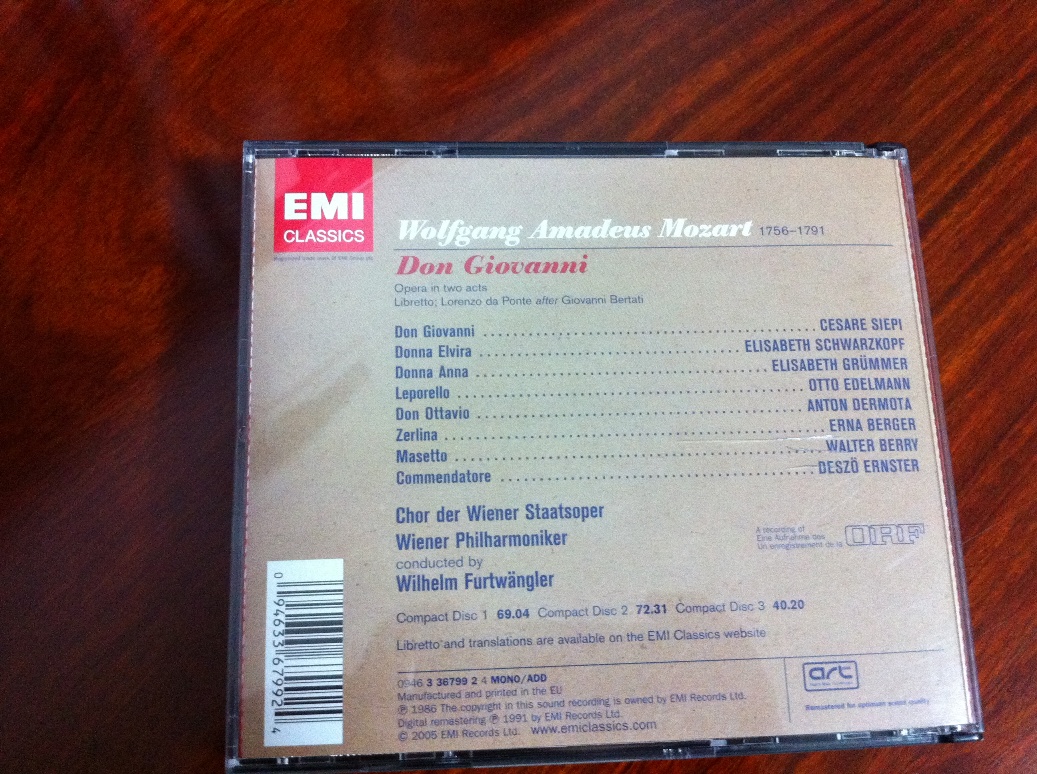 EMI
CLASSICS
Wolfgang Amadeus Mozart 1756–1791
Don Giovanni
Opera in two acts
Libretto: Lorenzo da Ponte after Giovanni Bertati
Don Giovanni ........ CESARE SIEPI
Donna Elvira ........ ELISABETH SCHWARZKOPF
Donna Anna ........ ELISABETH GRÜMMER
Leporello ........ OTTO EDELMANN
Don Ottavio ........ ANTON DERMOTA
Zerlina ........ ERNA BERGER
Masetto ........ WALTER BERRY
Commendatore ........ DESZÖ ERNSTER
Chor der Wiener Staatsoper
Wiener Philharmoniker
conducted by
Wilhelm Furtwängler
A recording of
Eine Aufnahme des
Un enregistrement de la
ORF
Compact Disc 1 69.04 Compact Disc 2 72.31 Compact Disc 3 40.20
Libretto and translations are available on the EMI Classics website
0946 3 36799 2 4 MONO/ADD
Manufactured and printed in the EU
℗ 1986 The copyright in this sound recording is owned by EMI Records Ltd.
Digital remastering ℗ 1991 by EMI Records Ltd.
© 2005 EMI Records Ltd. www.emiclassics.com
art
Remastered for optimum sound quality
0 94633 67992 4